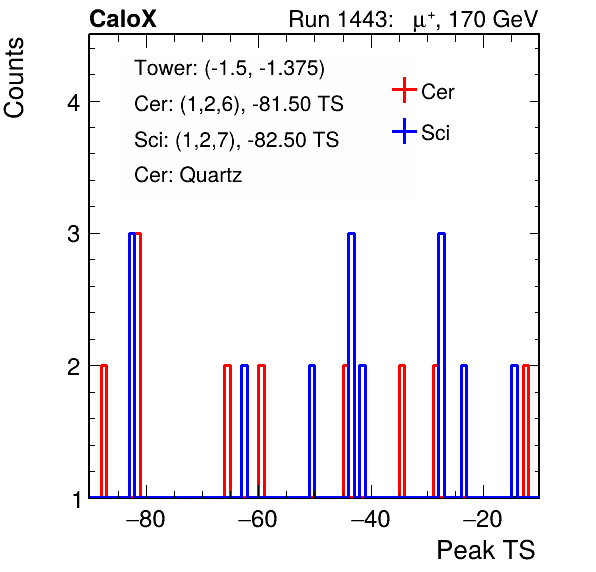 CaloX
Run 1443: μ⁺, 170 GeV
Counts
Tower: (-1.5, -1.375)
Cer: (1,2,6), -81.50 TS
Sci: (1,2,7), -82.50 TS
Cer: Quartz
Cer
Sci
4
3
2
1
−80 −60 −40 −20
Peak TS